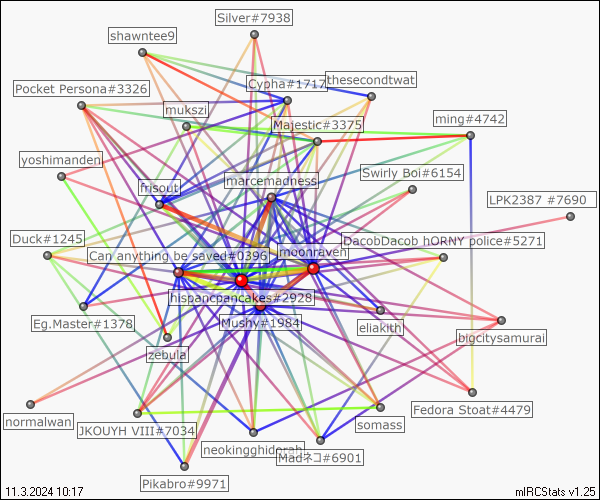 Silver#7938
shawntee9
Cypha#1717
thesecondtwat
Pocket Persona#3326
mukszi
Majestic#3375
ming#4742
yoshimanden
frisout
marcemadness
Swirly Boi#6154
LPK2387 #7690
Duck#1245
DacobDacob hORNY police#5271
Can anything be saved#0396
moonraven
hispancpancakes#2928
Eg.Master#1378
Mushy#1984
eliakith
bigcitysamurai
zebula
normalwan
JKOUYH VIII#7034
somass
Fedora Stoat#4479
neokingghidorah
Madネコ#6901
Pikabro#9971
11.3.2024 10:17
mIRCStats v1.25